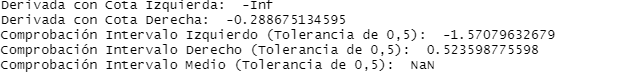 Derivada con Cota Izquierda:  -Inf
Derivada con Cota Derecha:  -0.288675134595
Comprobación Intervalo Izquierdo (Tolerancia de 0,5):  -1.57079632679
Comprobación Intervalo Derecho (Tolerancia de 0,5):  0.523598775598
Comprobación Intervalo Medio (Tolerancia de 0,5):  NaN